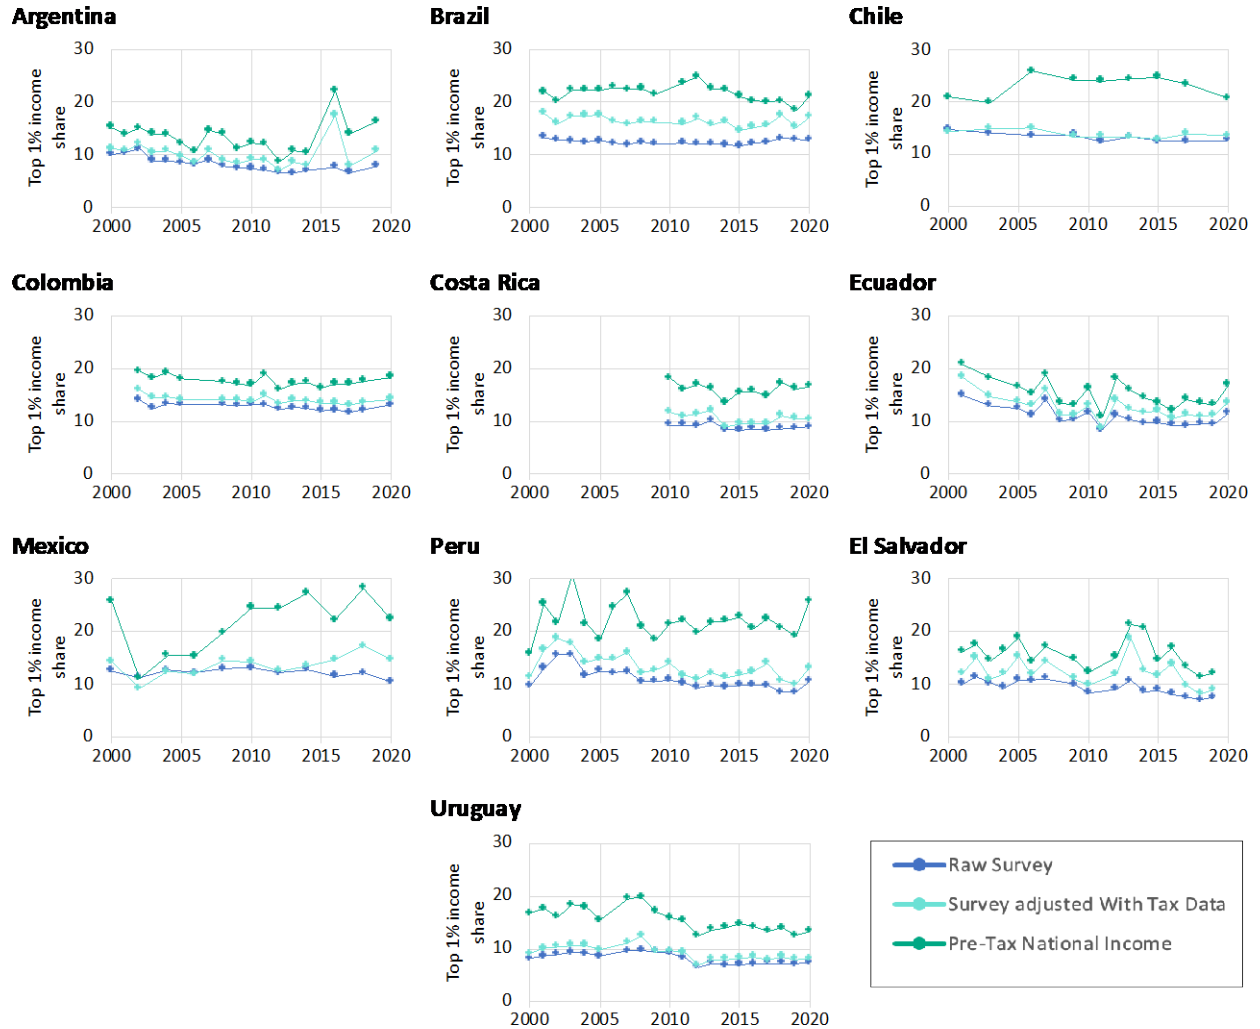 Argentina
Brazil
Chile
30
20
10
0
Top 1% income
share
2000 2005 2010 2015 2020
30
20
10
0
Top 1% income
share
2000 2005 2010 2015 2020
30
20
10
0
Top 1% income
share
2000 2005 2010 2015 2020
Colombia
Costa Rica
Ecuador
30
20
10
0
Top 1% income
share
2000 2005 2010 2015 2020
30
20
10
0
Top 1% income
share
2000 2005 2010 2015 2020
30
20
10
0
Top 1% income
share
2000 2005 2010 2015 2020
Mexico
Peru
El Salvador
30
20
10
0
Top 1% income
share
2000 2005 2010 2015 2020
30
20
10
0
Top 1% income
share
2000 2005 2010 2015 2020
30
20
10
0
Top 1% income
share
2000 2005 2010 2015 2020
Uruguay
30
20
10
0
Top 1% income
share
2000 2005 2010 2015 2020
Raw Survey
Survey adjusted With Tax Data
Pre-Tax National Income